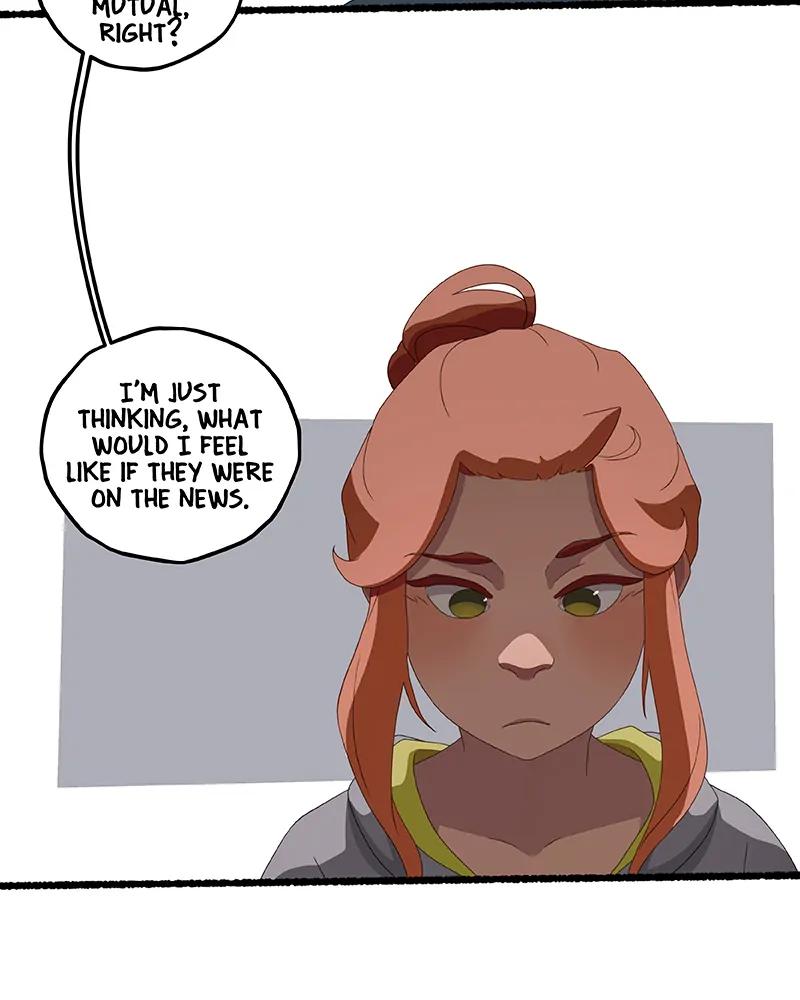 MUTUAL,
RIGHT?
I'M JUST
THINKING, WHAT
WOULD I FEEL
LIKE IF THEY WERE
ON THE NEWS.